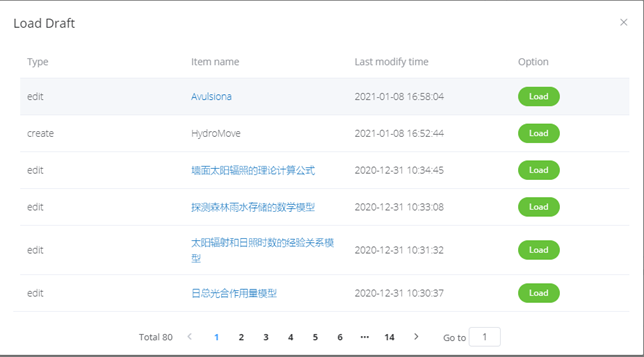 Load Draft
Type Item name Last modify time Option
edit Avulsiona 2021-01-08 16:58:04 Load
create HydroMove 2021-01-08 16:52:44 Load
edit 墙面太阳辐照的理论计算公式 2020-12-31 10:34:45 Load
edit 探测森林雨水存储的数学模型 2020-12-31 10:33:08 Load
edit 太阳辐射和日照时数的经验关系模 2020-12-31 10:31:32 Load
型
edit 日总光合作用量模型 2020-12-31 10:30:37 Load
Total 80 1 2 3 4 5 6 ••• 14 Go to 1